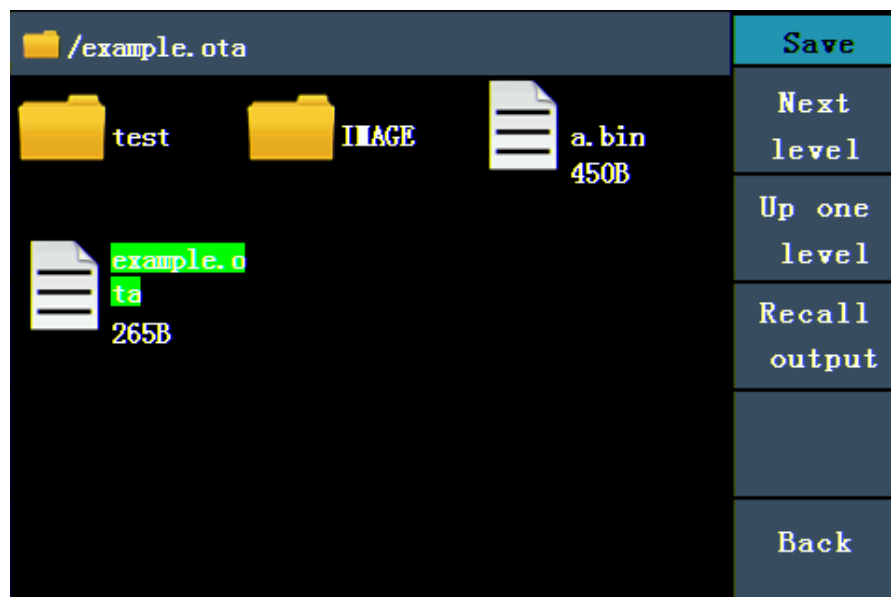 /example.ota
Save
test
IMAGE
a.bin
450B
example.o
ta
265B
Next
level
Up one
level
Recall
output
Back